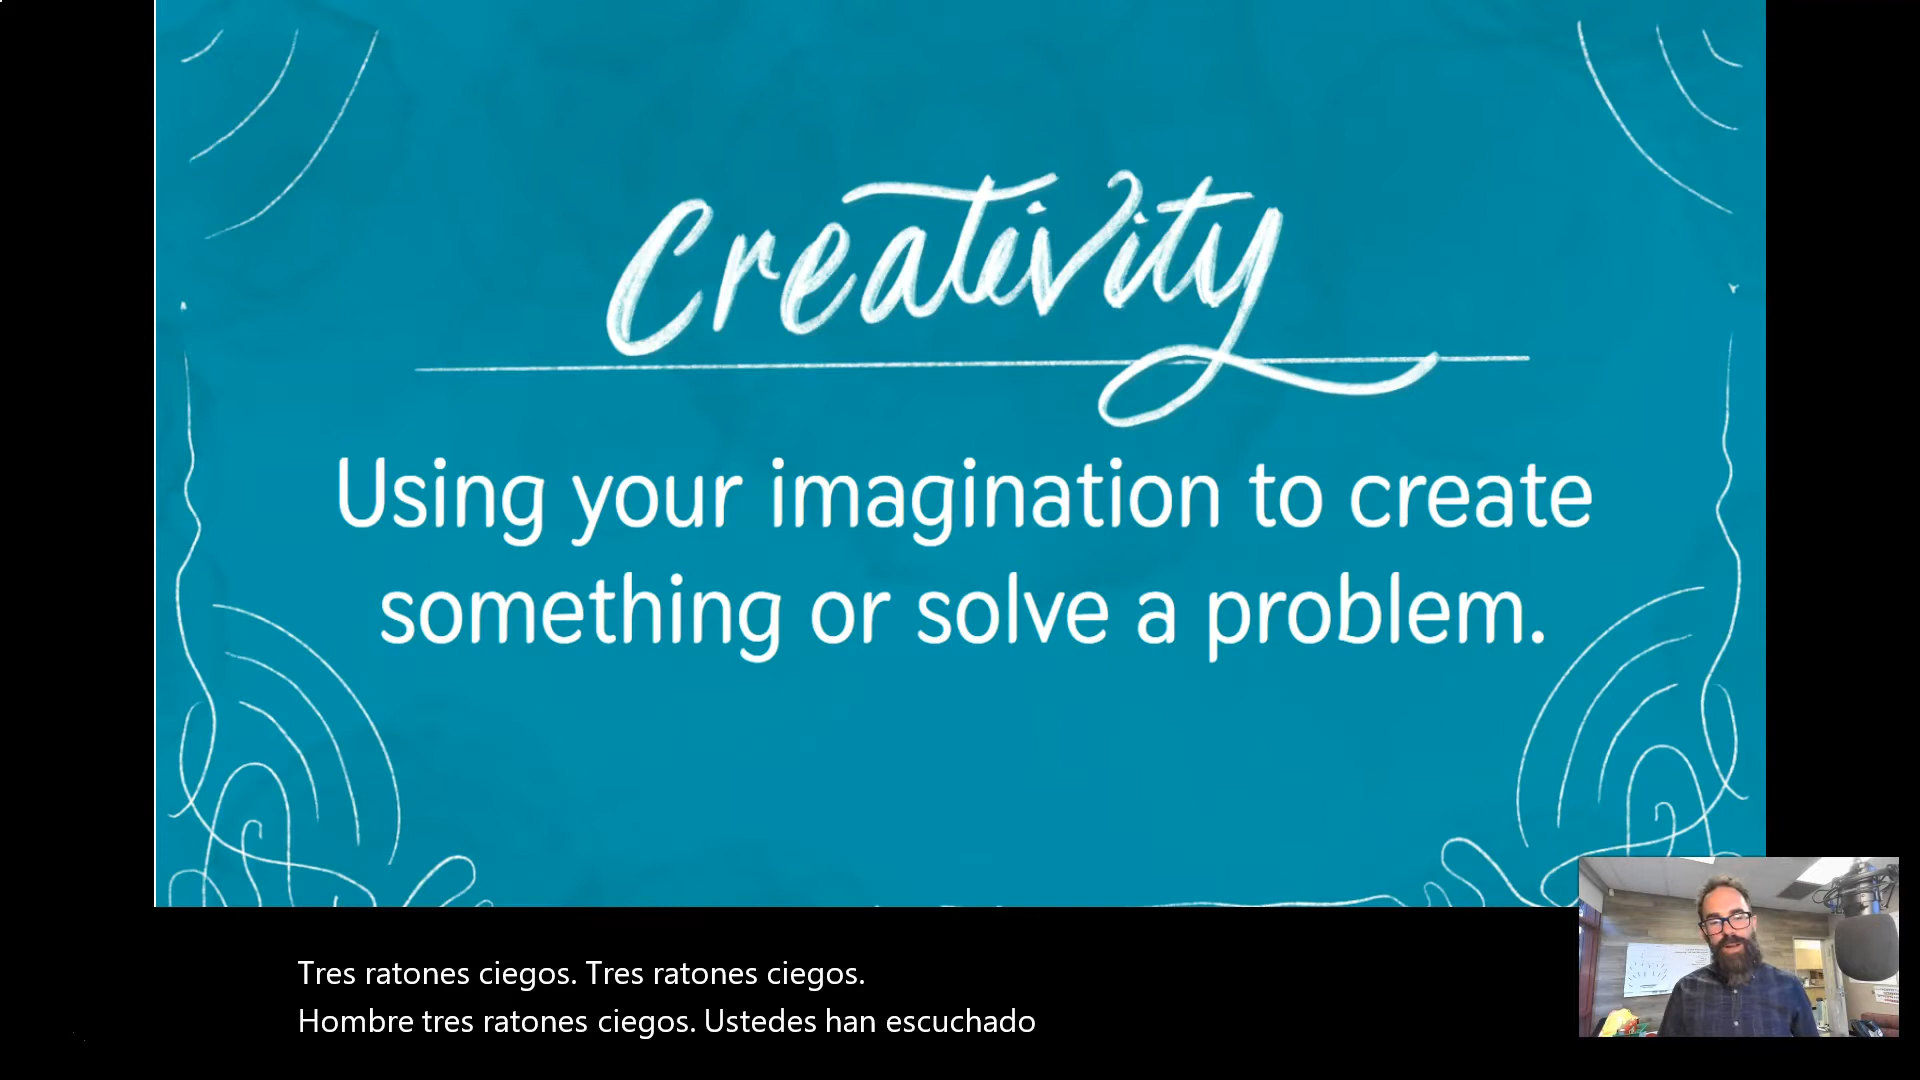 Creativity
Using your imagination to create
something or solve a problem.
Tres ratones ciegos. Tres ratones ciegos.
Hombre tres ratones ciegos. Ustedes han escuchado